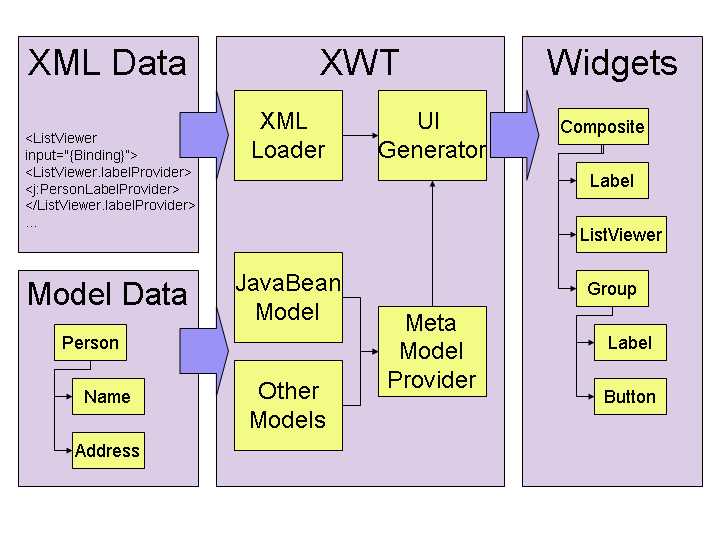 XML Data
<ListViewer
input="{Binding}">
<ListViewer.labelProvider>
<j:PersonLabelProvider>
</ListViewer.labelProvider>
...
Model Data
Person
Name
Address
XWT
XML
Loader
UI
Generator
JavaBean
Model
Other
Models
Meta
Model
Provider
Widgets
Composite
Label
ListViewer
Group
Label
Button